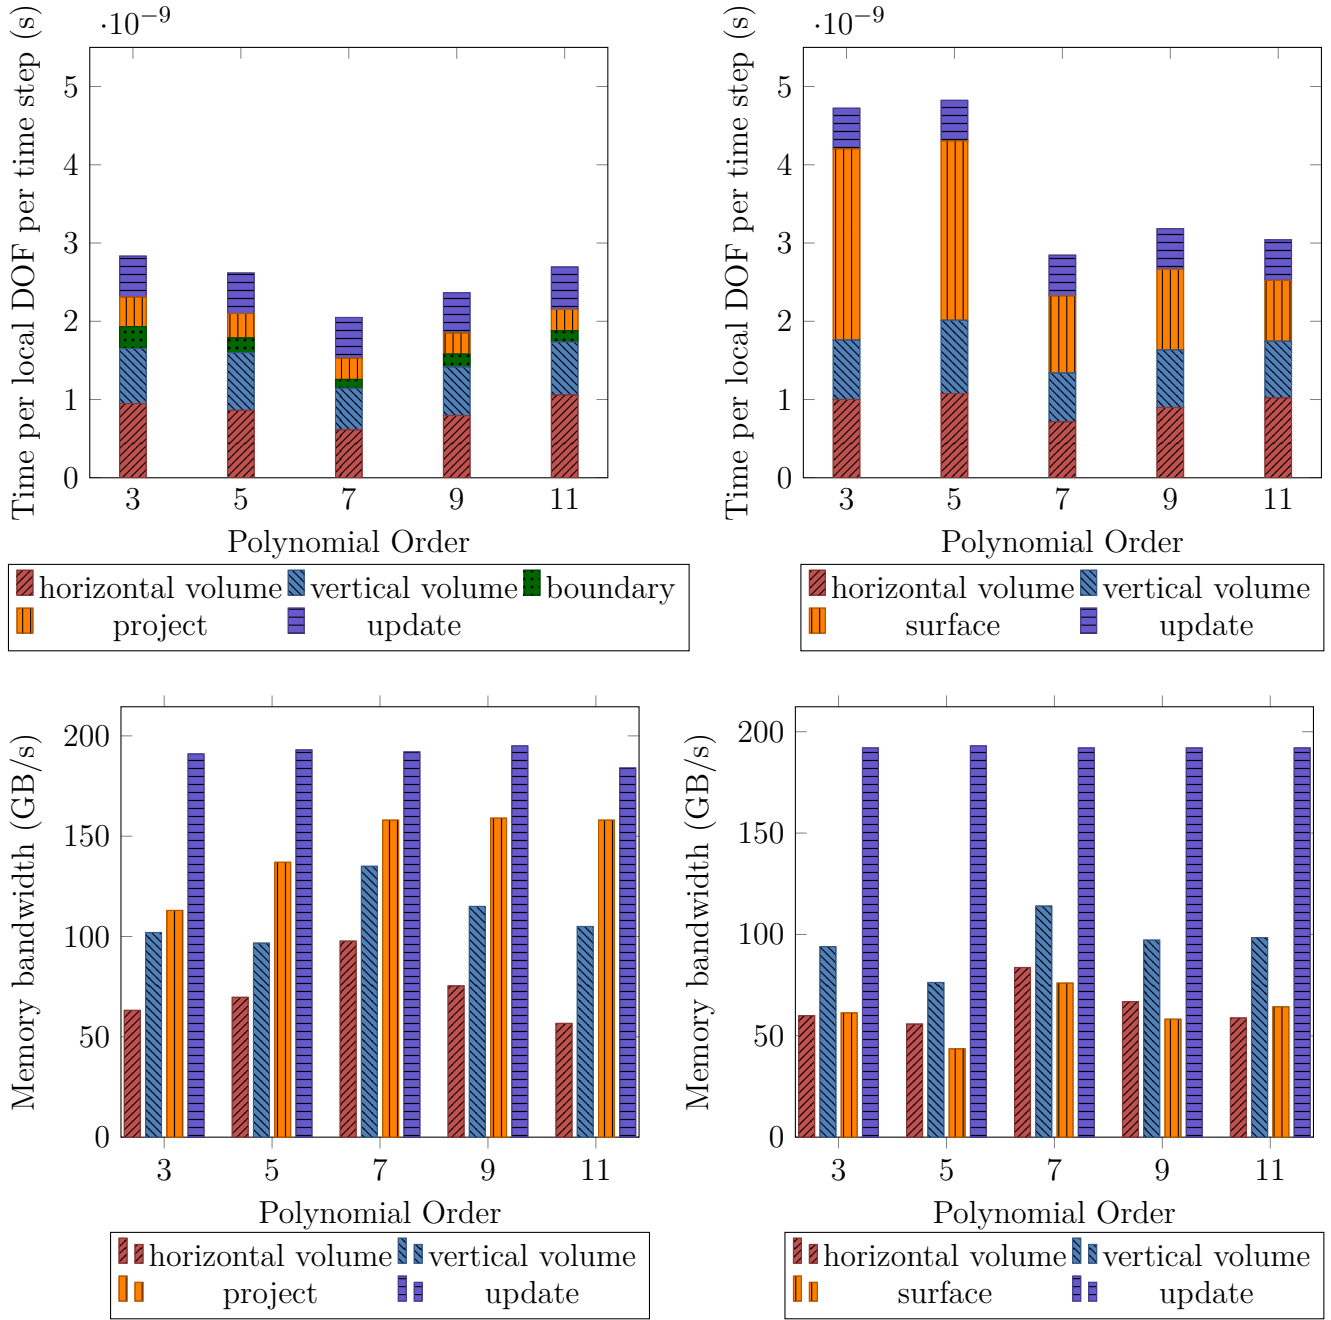 ·10⁻⁹
Time per local DOF per time step (s)
5
4
3
2
1
0
3 5 7 9 11
Polynomial Order
horizontal volume vertical volume boundary
project update
·10⁻⁹
Time per local DOF per time step (s)
5
4
3
2
1
0
3 5 7 9 11
Polynomial Order
horizontal volume vertical volume
surface update
Memory bandwidth (GB/s)
200
150
100
50
0
3 5 7 9 11
Polynomial Order
horizontal volume vertical volume
project update
Memory bandwidth (GB/s)
200
150
100
50
0
3 5 7 9 11
Polynomial Order
horizontal volume vertical volume
surface update